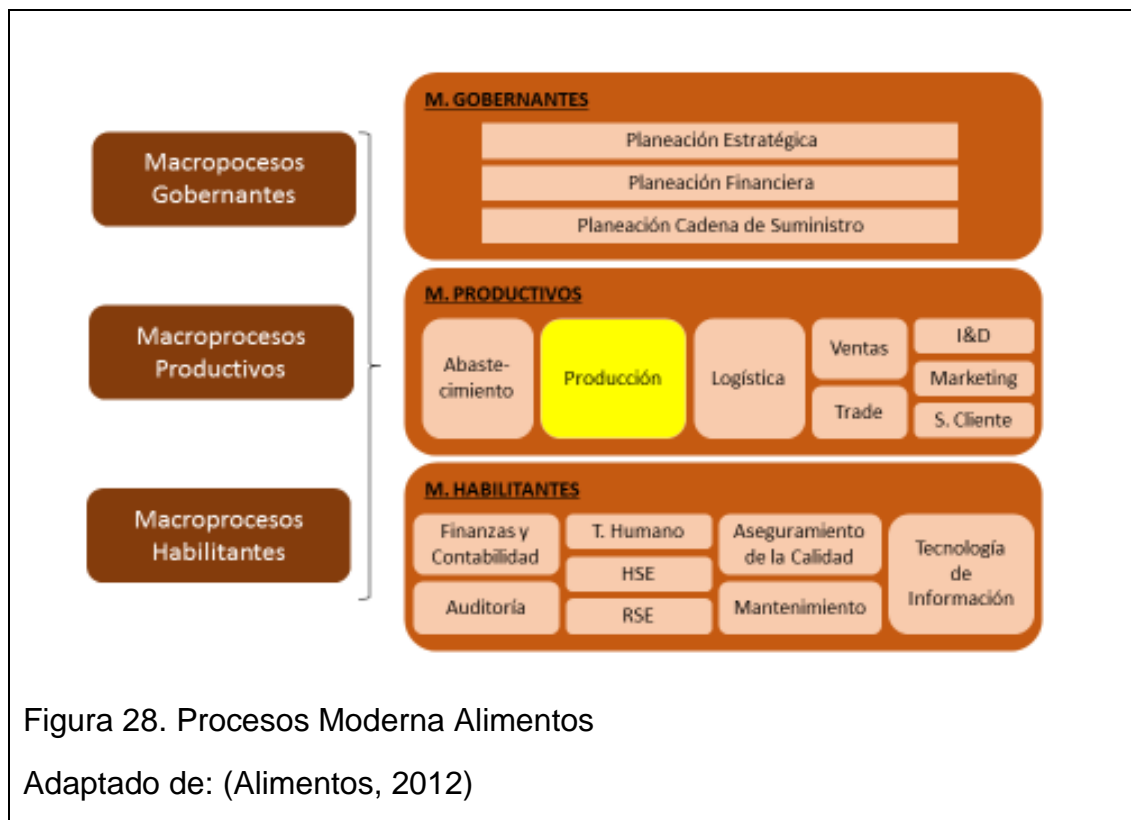 Macropocesos
Gobernantes
Macroprocesos
Productivos
Macroprocesos
Habilitantes
M. GOBERNANTES
Planeación Estratégica
Planeación Financiera
Planeación Cadena de Suministro
M. PRODUCTIVOS
Abaste-
cimiento
Producción
Logística
Ventas
Trade
I&D
Marketing
S. Cliente
M. HABILITANTES
Finanzas y
Contabilidad
Auditoría
T. Humano
HSE
RSE
Aseguramiento
de la Calidad
Mantenimiento
Tecnología
de
Información
Figura 28. Procesos Moderna Alimentos
Adaptado de: (Alimentos, 2012)